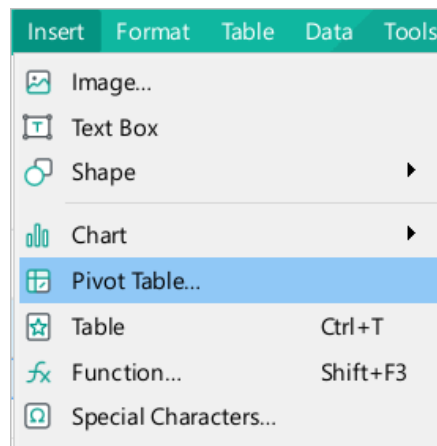 Insert Format Table Data Tools
Image...
Text Box
Shape
Chart
Pivot Table...
Table Ctrl+T
Function... Shift+F3
Special Characters...